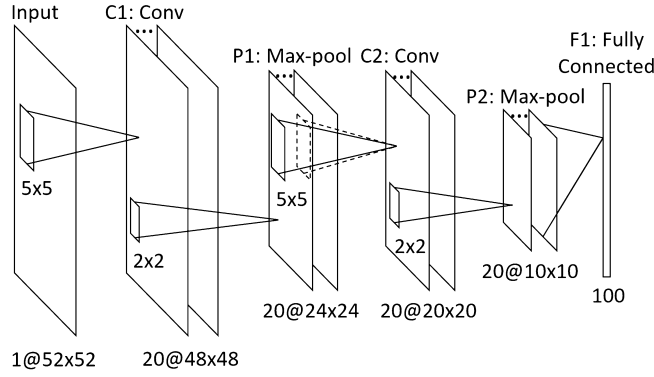 Input
C1: Conv
P1: Max-pool
C2: Conv
F1: Fully
Connected
P2: Max-pool
5x5
2x2
5x5
2x2
1@52x52
20@48x48
20@24x24
20@20x20
20@10x10
100